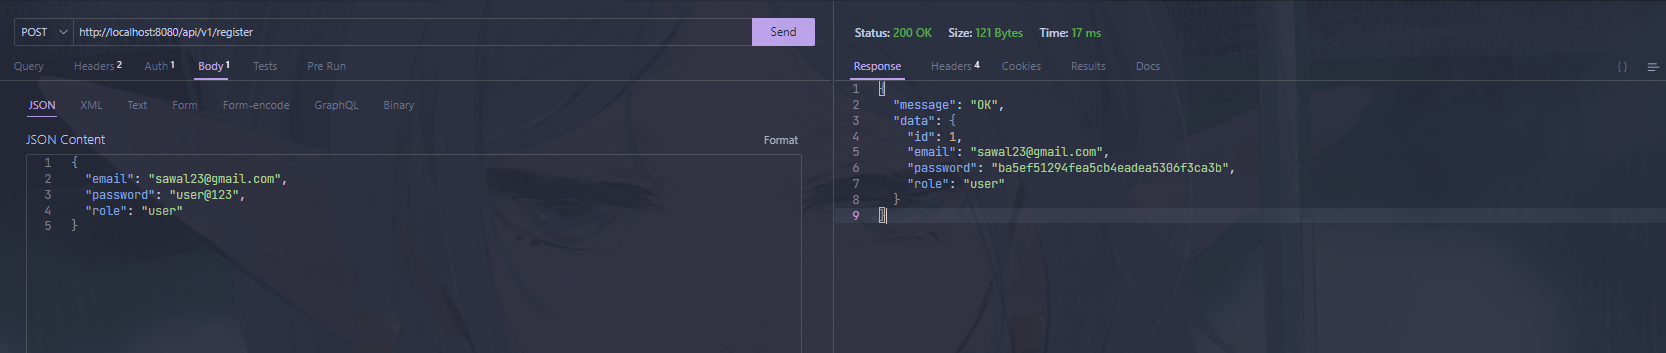 POST http://localhost:8080/api/v1/register Send
Query Headers 2 Auth 1 Body 1 Tests Pre Run
JSON XML Text Form Form-encode GraphQL Binary
JSON Content Format
1 {
2 "email": "sawal23@gmail.com",
3 "password": "user@123",
4 "role": "user"
5 }
Status: 200 OK Size: 121 Bytes Time: 17 ms
Response Headers 4 Cookies Results Docs { }
1 {
2 "message": "OK",
3 "data": {
4 "id": 1,
5 "email": "sawal23@gmail.com",
6 "password": "ba5ef51294fea5cb4eadea5306f3ca3b",
7 "role": "user"
8 }
9 }